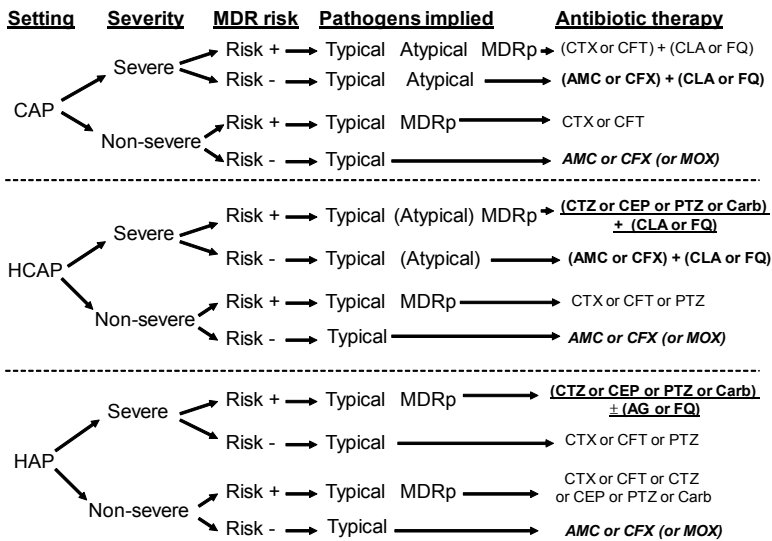 Setting Severity MDR risk Pathogens implied Antibiotic therapy
Risk + Typical Atypical MDRp (CTX or CFT) + (CLA or FQ)
Severe
Risk - Typical Atypical (AMC or CFX) + (CLA or FQ)
CAP
Risk + Typical MDRp CTX or CFT
Non-severe
Risk - Typical AMC or CFX (or MOX)
(CTZ or CEP or PTZ or Carb)
Risk + Typical (Atypical) MDRp
+ (CLA or FQ)
Severe
Risk - Typical (Atypical) (AMC or CFX) + (CLA or FQ)
HCAP
Risk + Typical MDRp CTX or CFT or PTZ
Non-severe
Risk - Typical AMC or CFX (or MOX)
(CTZ or CEP or PTZ or Carb)
Risk + Typical MDRp
± (AG or FQ)
Severe
Risk - Typical CTX or CFT or PTZ
HAP
CTX or CFT or CTZ
Risk + Typical MDRp
or CEP or PTZ or Carb
Non-severe
Risk - Typical AMC or CFX (or MOX)